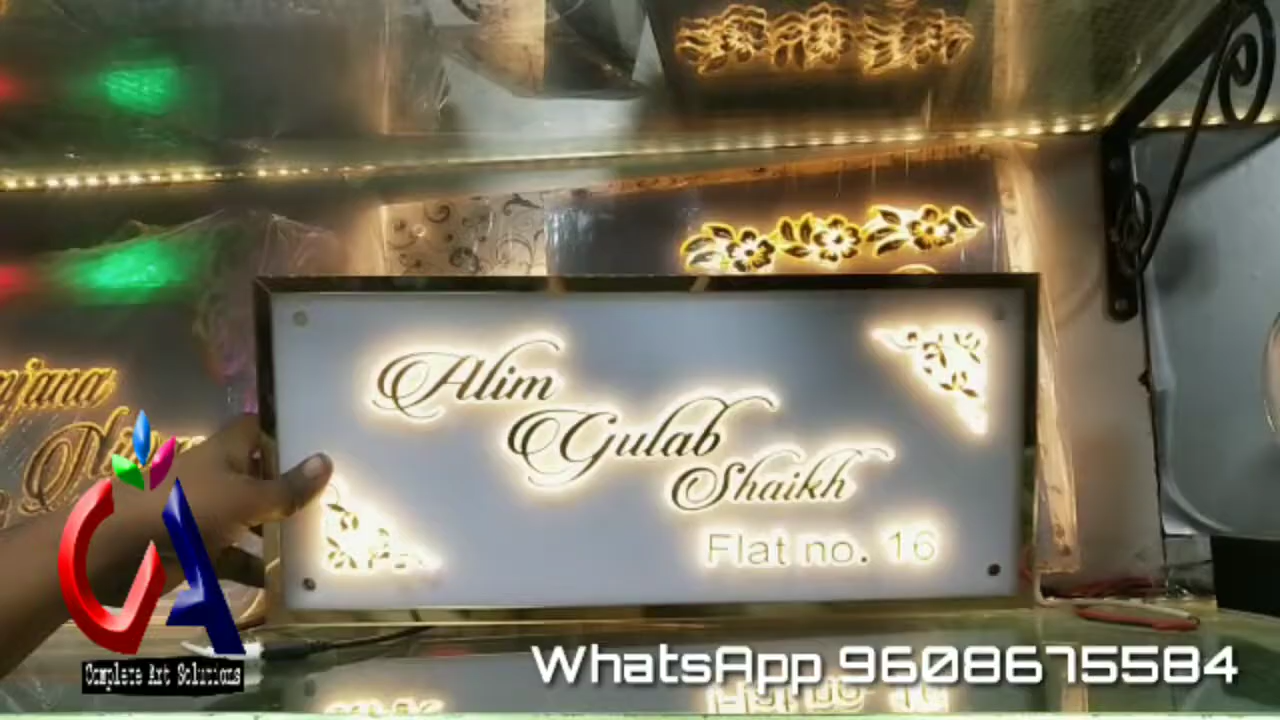 Alim
Gulab
Shaikh
Flat no. 16
Complete Art Solutions
WhatsApp 9608675584